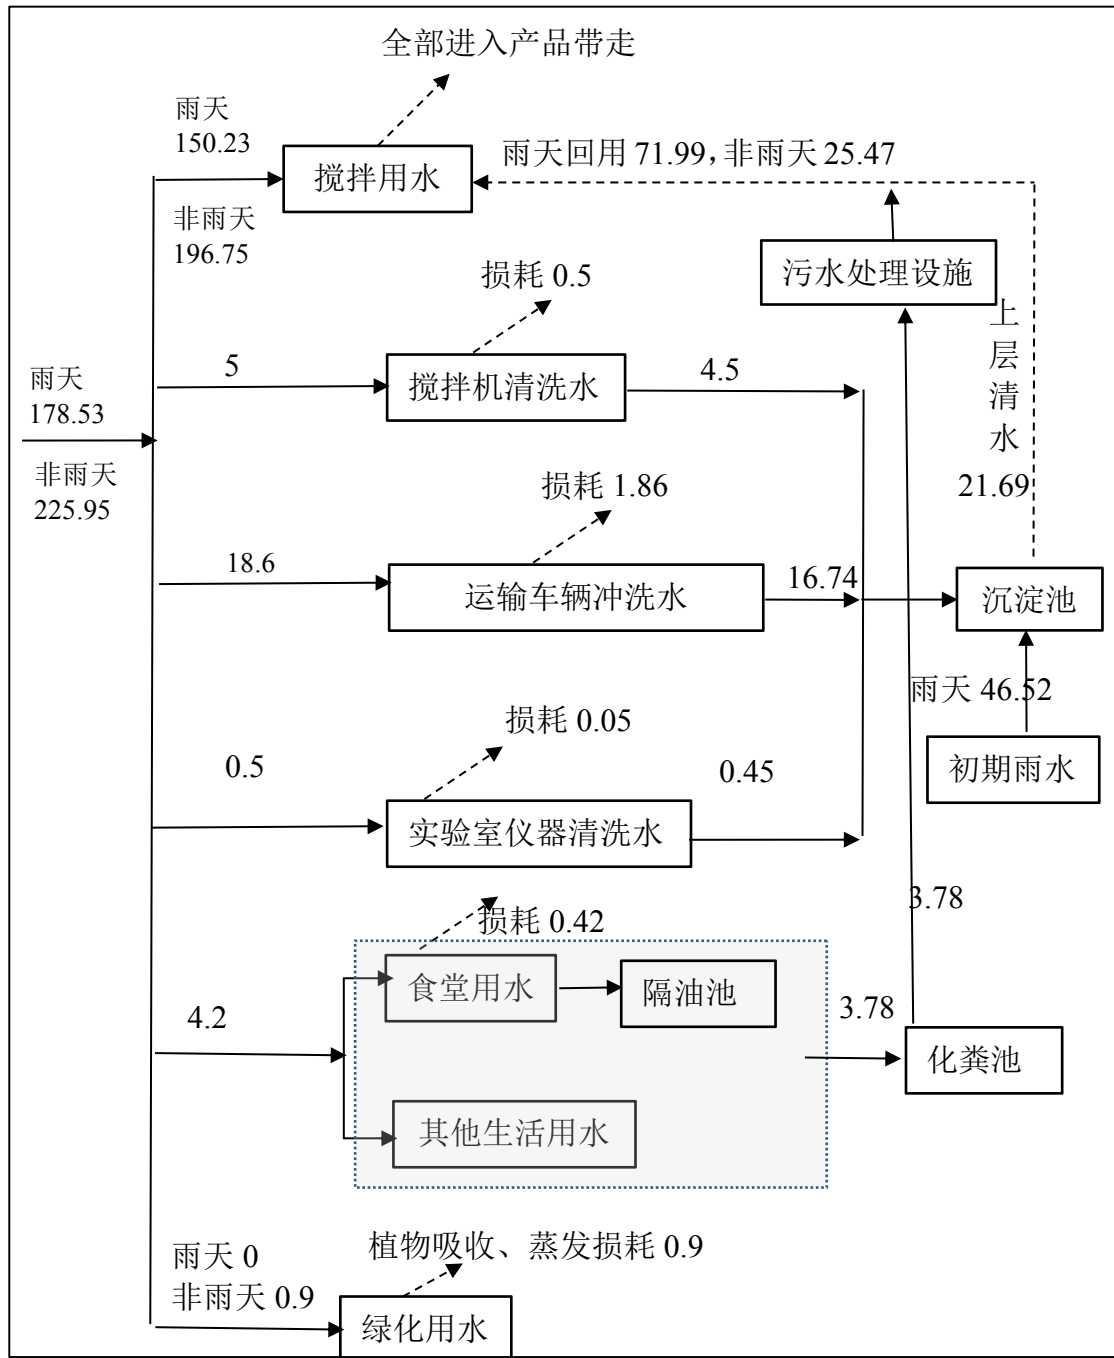 全部进入产品带走
雨天
150.23
雨天回用 71.99，非雨天 25.47
搅拌用水
非雨天
196.75
污水处理设施
损耗 0.5
上
层
清
水
21.69
5
搅拌机清洗水
4.5
雨天
178.53
非雨天
225.95
损耗 1.86
18.6
运输车辆冲洗水
16.74
沉淀池
雨天 46.52
初期雨水
损耗 0.05
0.5
0.45
实验室仪器清洗水
3.78
损耗 0.42
食堂用水
隔油池
4.2
3.78
化粪池
其他生活用水
植物吸收、蒸发损耗 0.9
雨天 0
非雨天 0.9
绿化用水